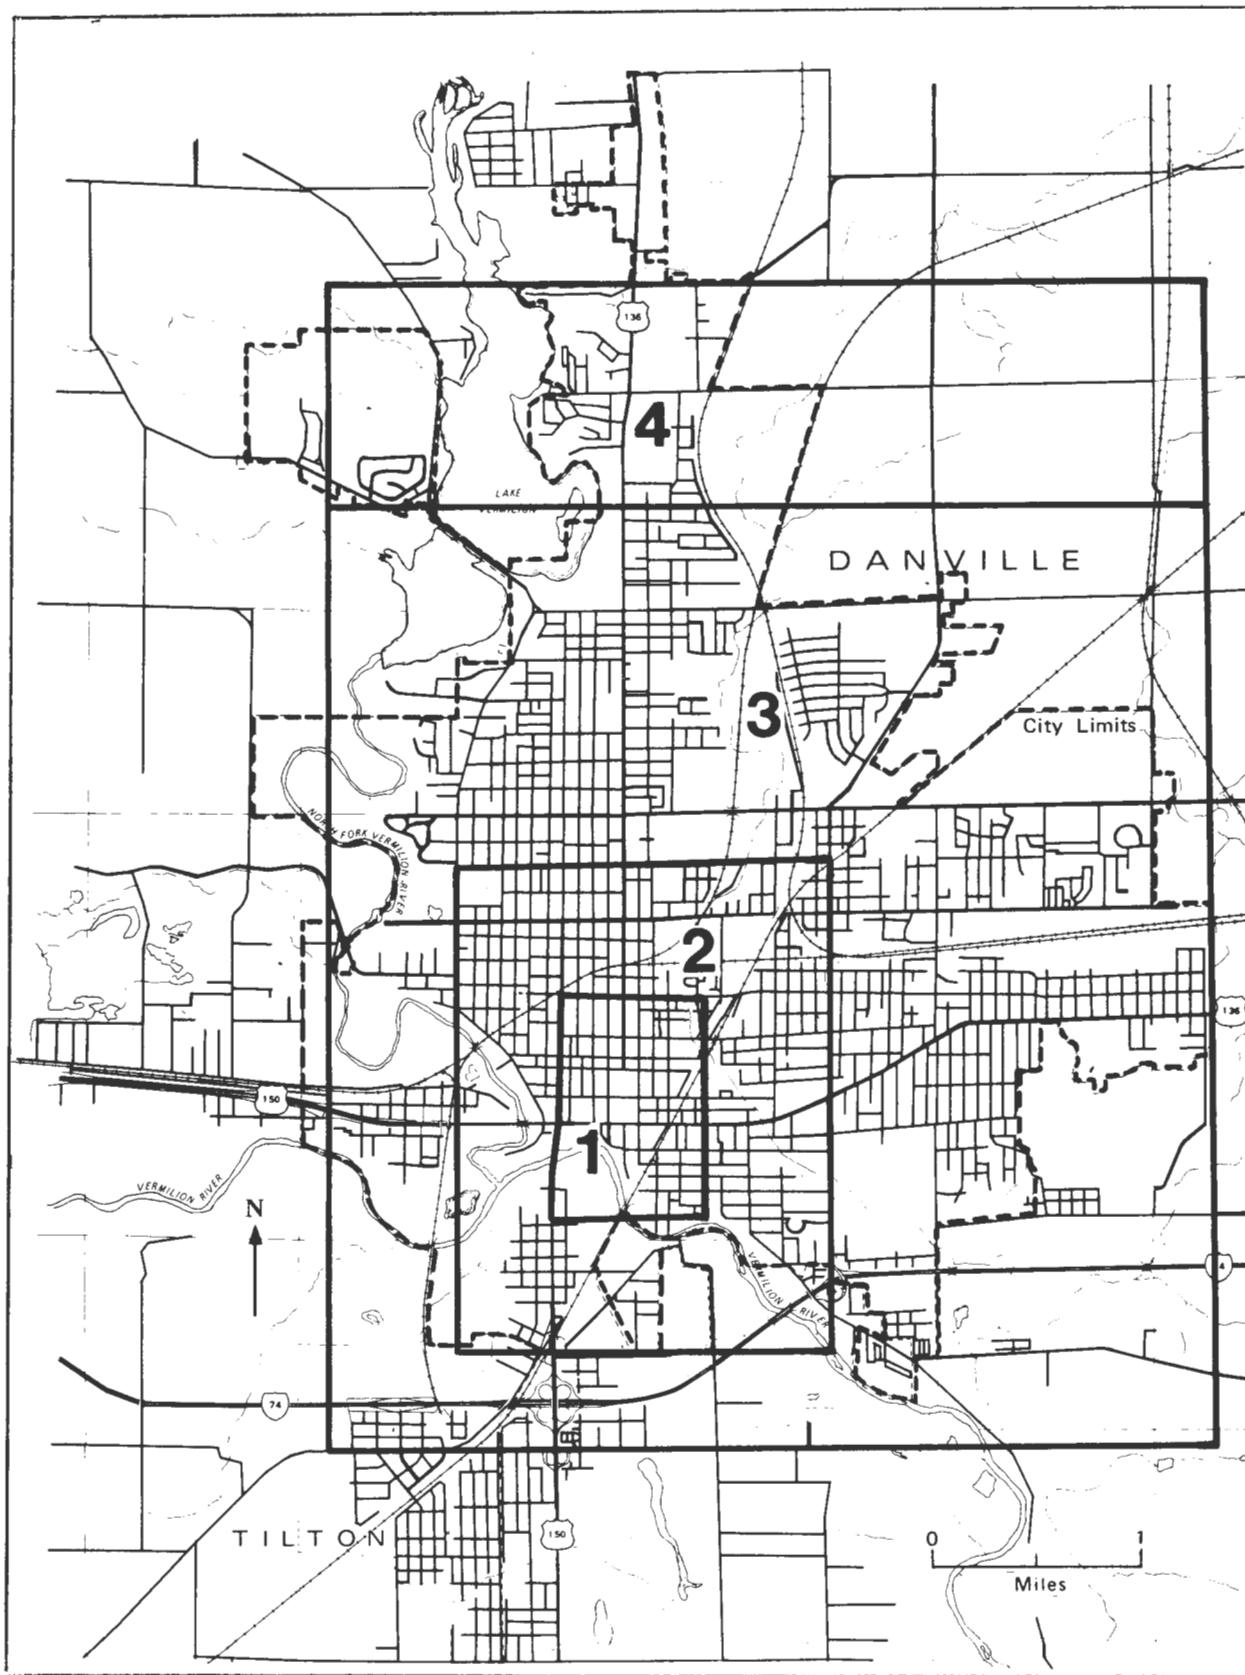 136
4
LAKE
VERMILION
DANVILLE
3
City Limits
NORTH FORK VERMILION RIVER
2
136
150
1
VERMILION RIVER
N
VERMILION RIVER
4
74
TILTON
150
0 1
Miles